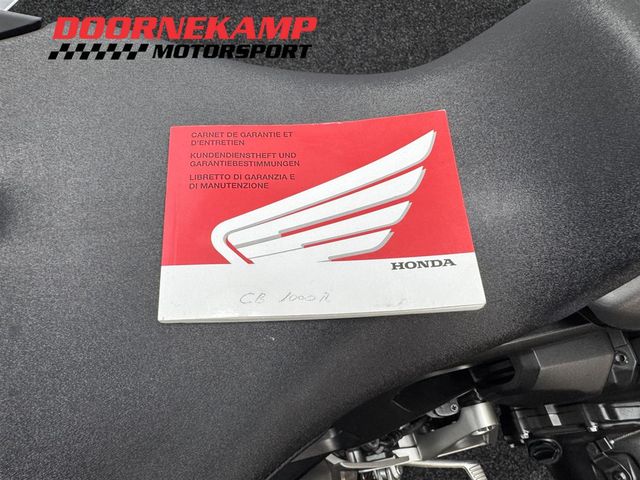 DOORNEKAMP
MOTORSPORT
CARNET DE GARANTIE ET
D'ENTRETIEN
KUNDENDIENSTHEFT UND
GARANTIEBESTIMMUNGEN
LIBRETTO DI GARANZIA E
DI MANUTENZIONE
HONDA
CB 1000R